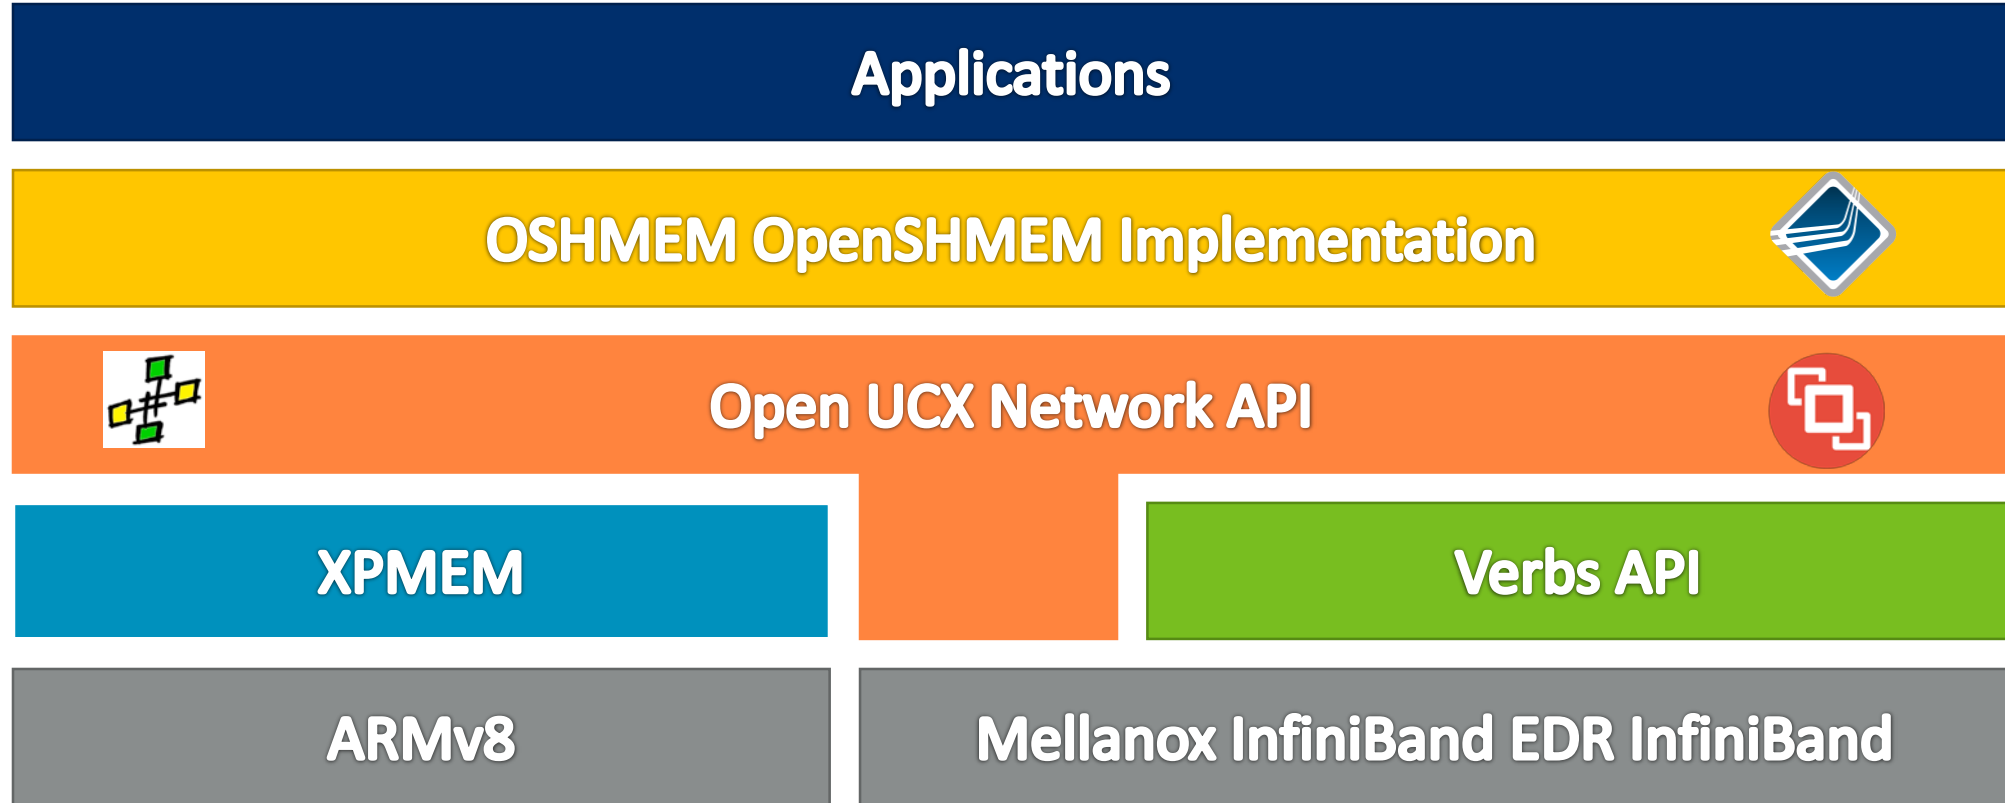 Applications
OSHMEM OpenSHMEM Implementation
Open UCX Network API
XPMEM
Verbs API
ARMv8
Mellanox InfiniBand EDR InfiniBand